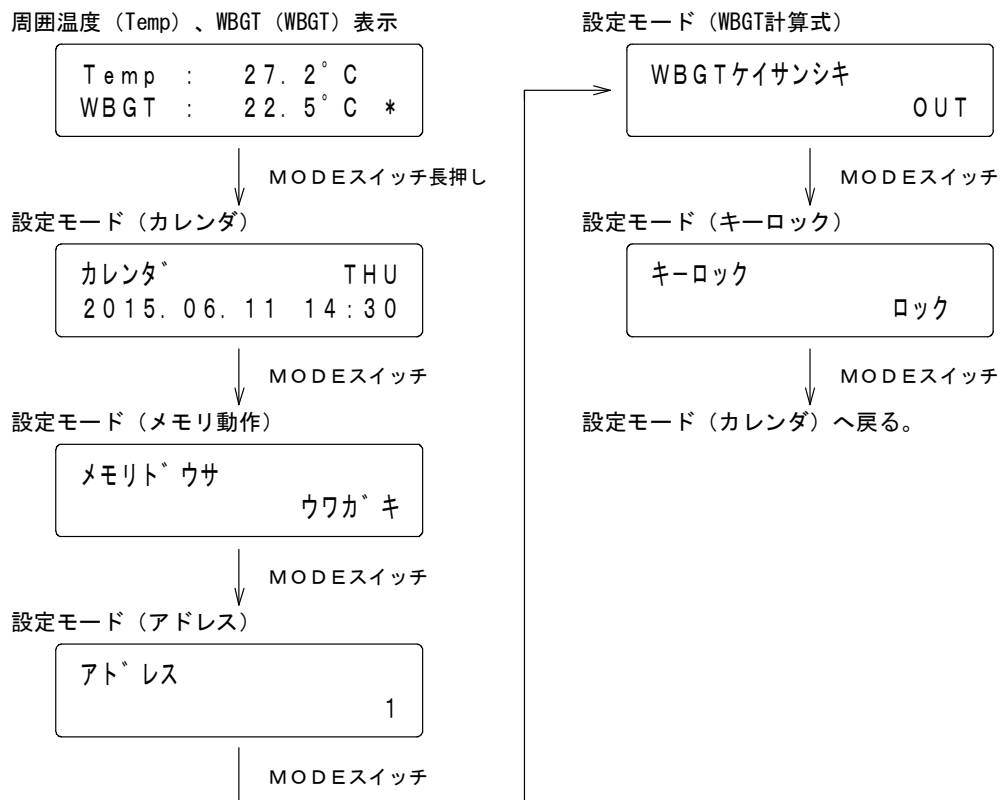 周囲温度（Temp）、WBGT（WBGT）表示
Ｔｅｍｐ ： ２７．２°Ｃ
ＷＢＧＴ ： ２２．５°Ｃ ＊
ＭＯＤＥスイッチ長押し
設定モード（カレンダ）
カレンタ゛ ＴＨＵ
２０１５．０６．１１ １４：３０
ＭＯＤＥスイッチ
設定モード（メモリ動作）
メモリト゛ウサ
ウワカ゛キ
ＭＯＤＥスイッチ
設定モード（アドレス）
アト゛レス
１
ＭＯＤＥスイッチ
設定モード（WBGT計算式）
ＷＢＧＴケイサンシキ
ＯＵＴ
ＭＯＤＥスイッチ
設定モード（キーロック）
キーロック
ロック
ＭＯＤＥスイッチ
設定モード（カレンダ）へ戻る。